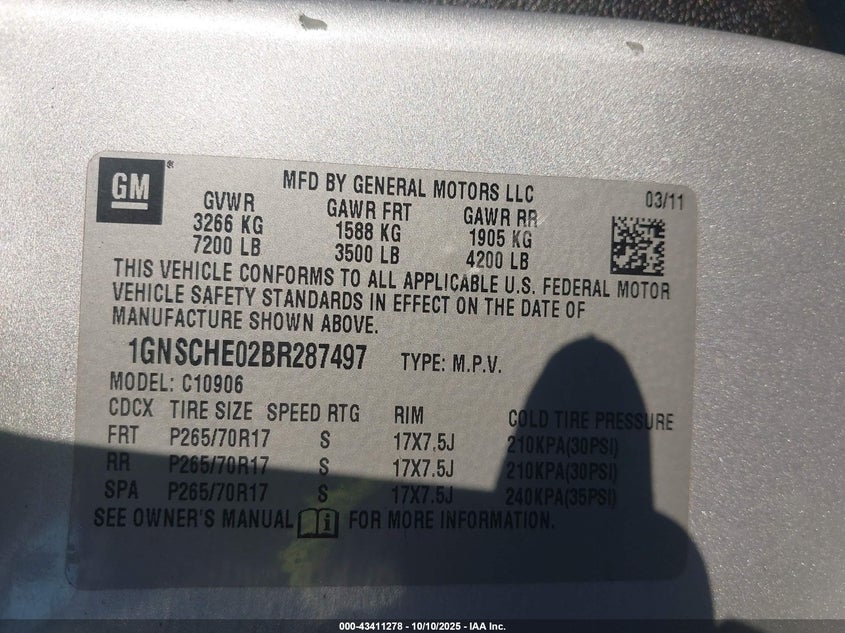 GM®
MFD BY GENERAL MOTORS LLC
03/11
GVWR GAWR FRT GAWR RR
3266 KG 1588 KG 1905 KG
7200 LB 3500 LB 4200 LB
THIS VEHICLE CONFORMS TO ALL APPLICABLE U.S. FEDERAL MOTOR
VEHICLE SAFETY STANDARDS IN EFFECT ON THE DATE OF
MANUFACTURE SHOWN ABOVE.
1GNSCHE02BR287497 TYPE: M.P.V.
MODEL: C10906
CDCX TIRE SIZE SPEED RTG RIM COLD TIRE PRESSURE
FRT P265/70R17 S 17X7.5J 210KPA(30PSI)
RR P265/70R17 S 17X7.5J 210KPA(30PSI)
SPA P265/70R17 S 17X7.5J 240KPA(35PSI)
SEE OWNER'S MANUAL i FOR MORE INFORMATION.
000-43411278 - 10/10/2025 - IAA Inc.